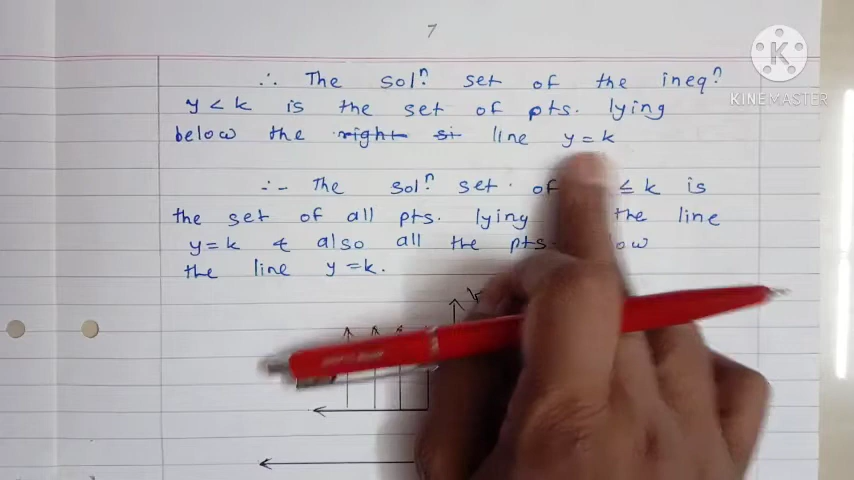 7
∴ The solⁿ. set of the ineqⁿ.
y < k is the set of pts. lying
below the right si line y = k
∴- The solⁿ. set. of ≤ k is
the set of all pts. lying the line
y = k & also all the pts.
the line y = k.
K
KINEMASTER